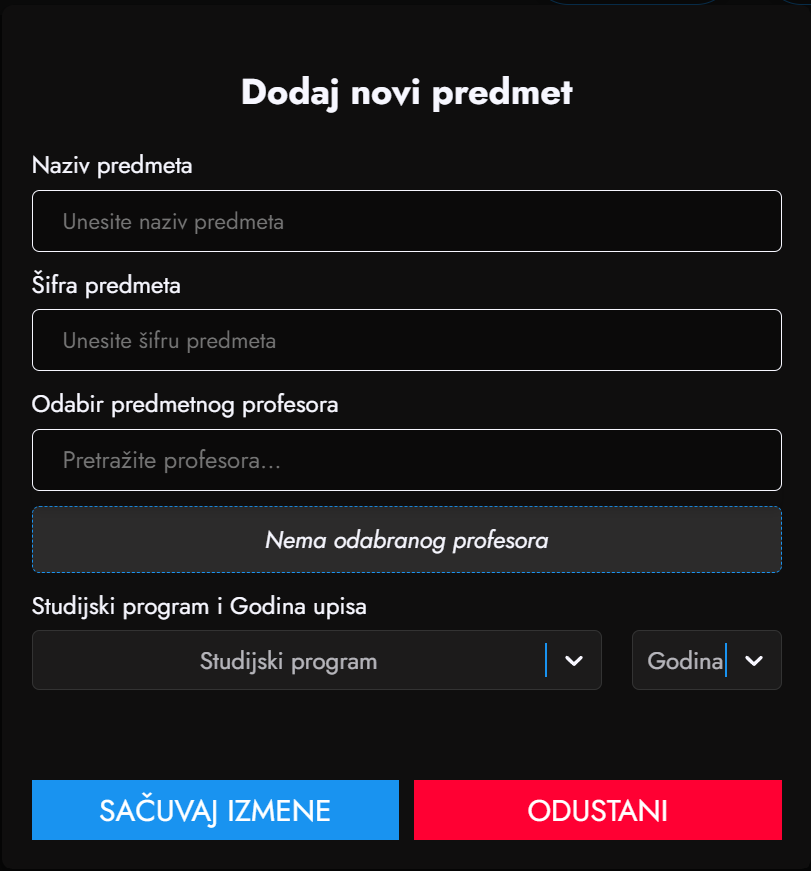 Dodaj novi predmet
Naziv predmeta
Unesite naziv predmeta
Šifra predmeta
Unesite šifru predmeta
Odabir predmetnog profesora
Pretražite profesora...
Nema odabranog profesora
Studijski program i Godina upisa
Studijski program Godina
SAČUVAJ IZMENE ODUSTANI